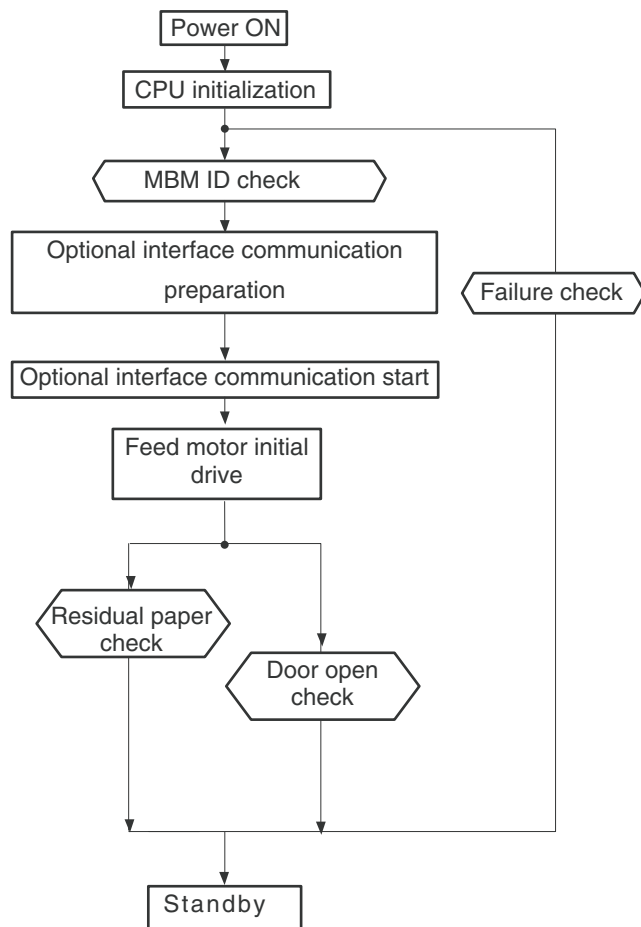 Power ON
CPU initialization
MBM ID check
Optional interface communication
preparation
Failure check
Optional interface communication start
Feed motor initial
drive
Residual paper
check
Door open
check
Standby